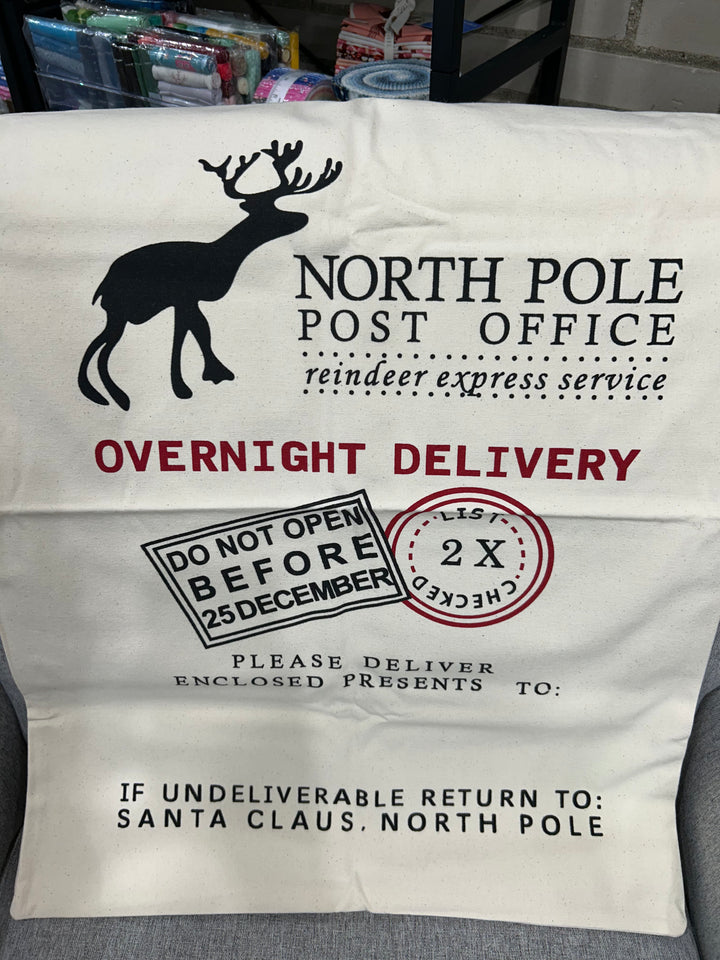 NORTH POLE
POST OFFICE
reindeer express service
OVERNIGHT DELIVERY
DO NOT OPEN
BEFORE
25 DECEMBER
LIST
2 X
CHECKED
PLEASE DELIVER
ENCLOSED PRESENTS TO:
IF UNDELIVERABLE RETURN TO:
SANTA CLAUS, NORTH POLE